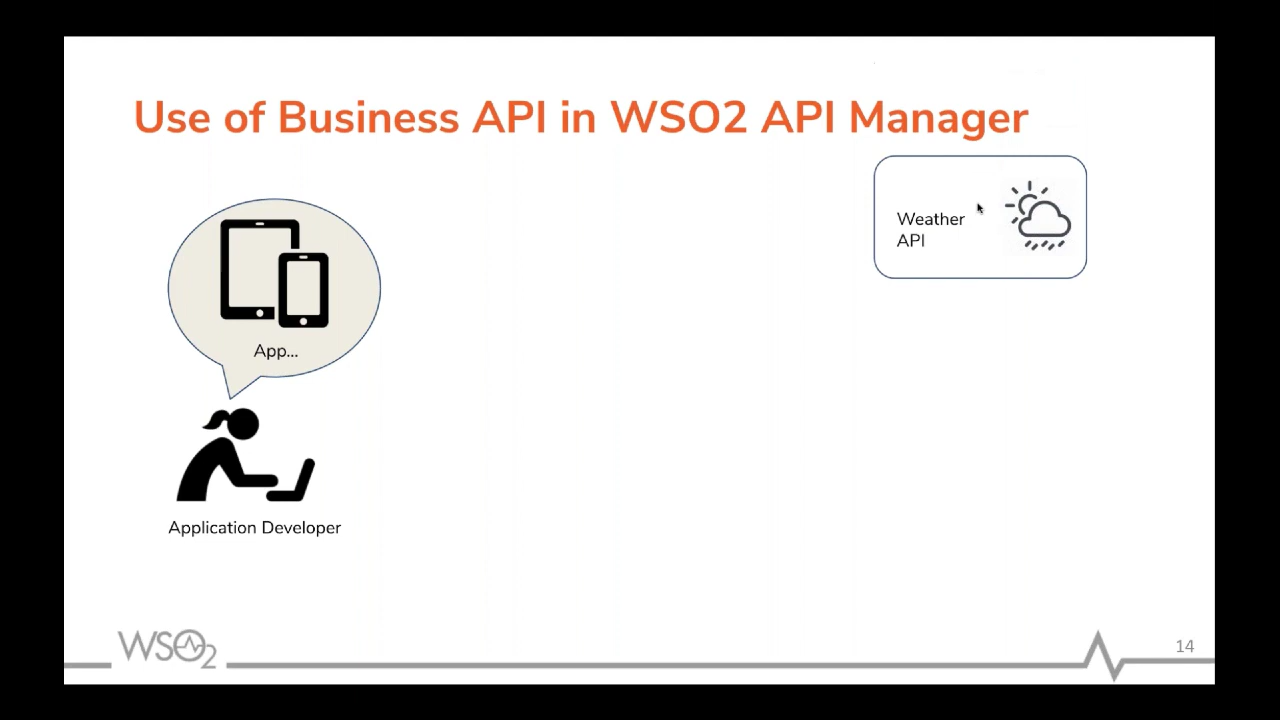 Use of Business API in WSO2 API Manager
Weather
API
App...
Application Developer
WSO2
14